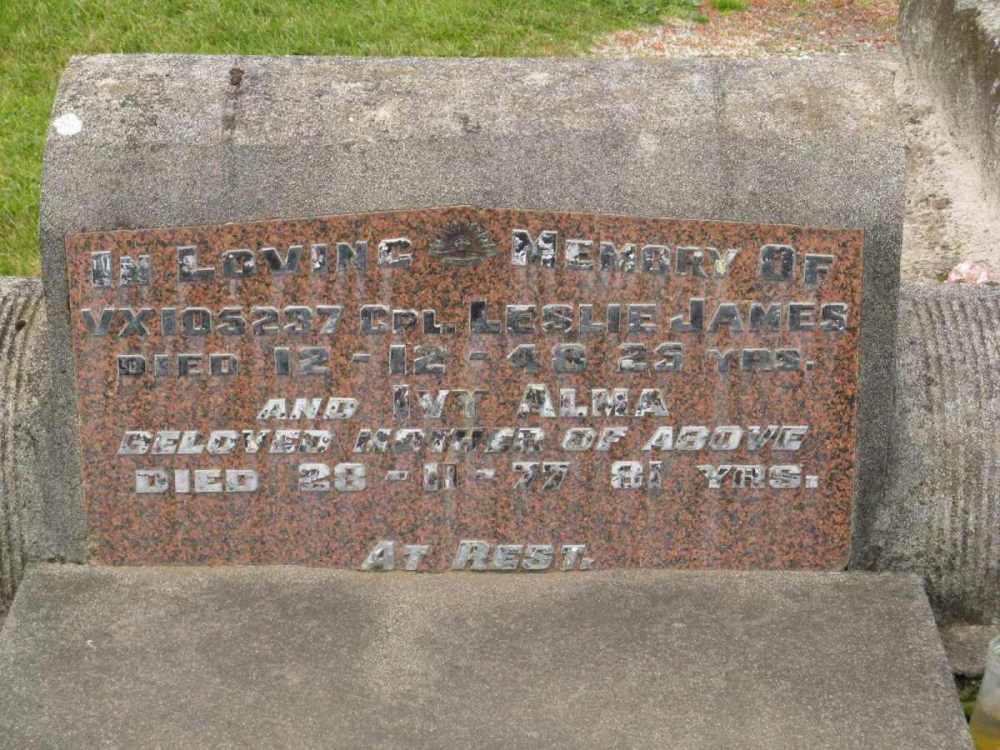 In Loving Memory Of
VX105237 Cpl. Leslie James
Died 12-12-48 25 yrs.
and Ivy Alma
beloved mother of above
died 28-11-77 81 yrs.
At Rest.